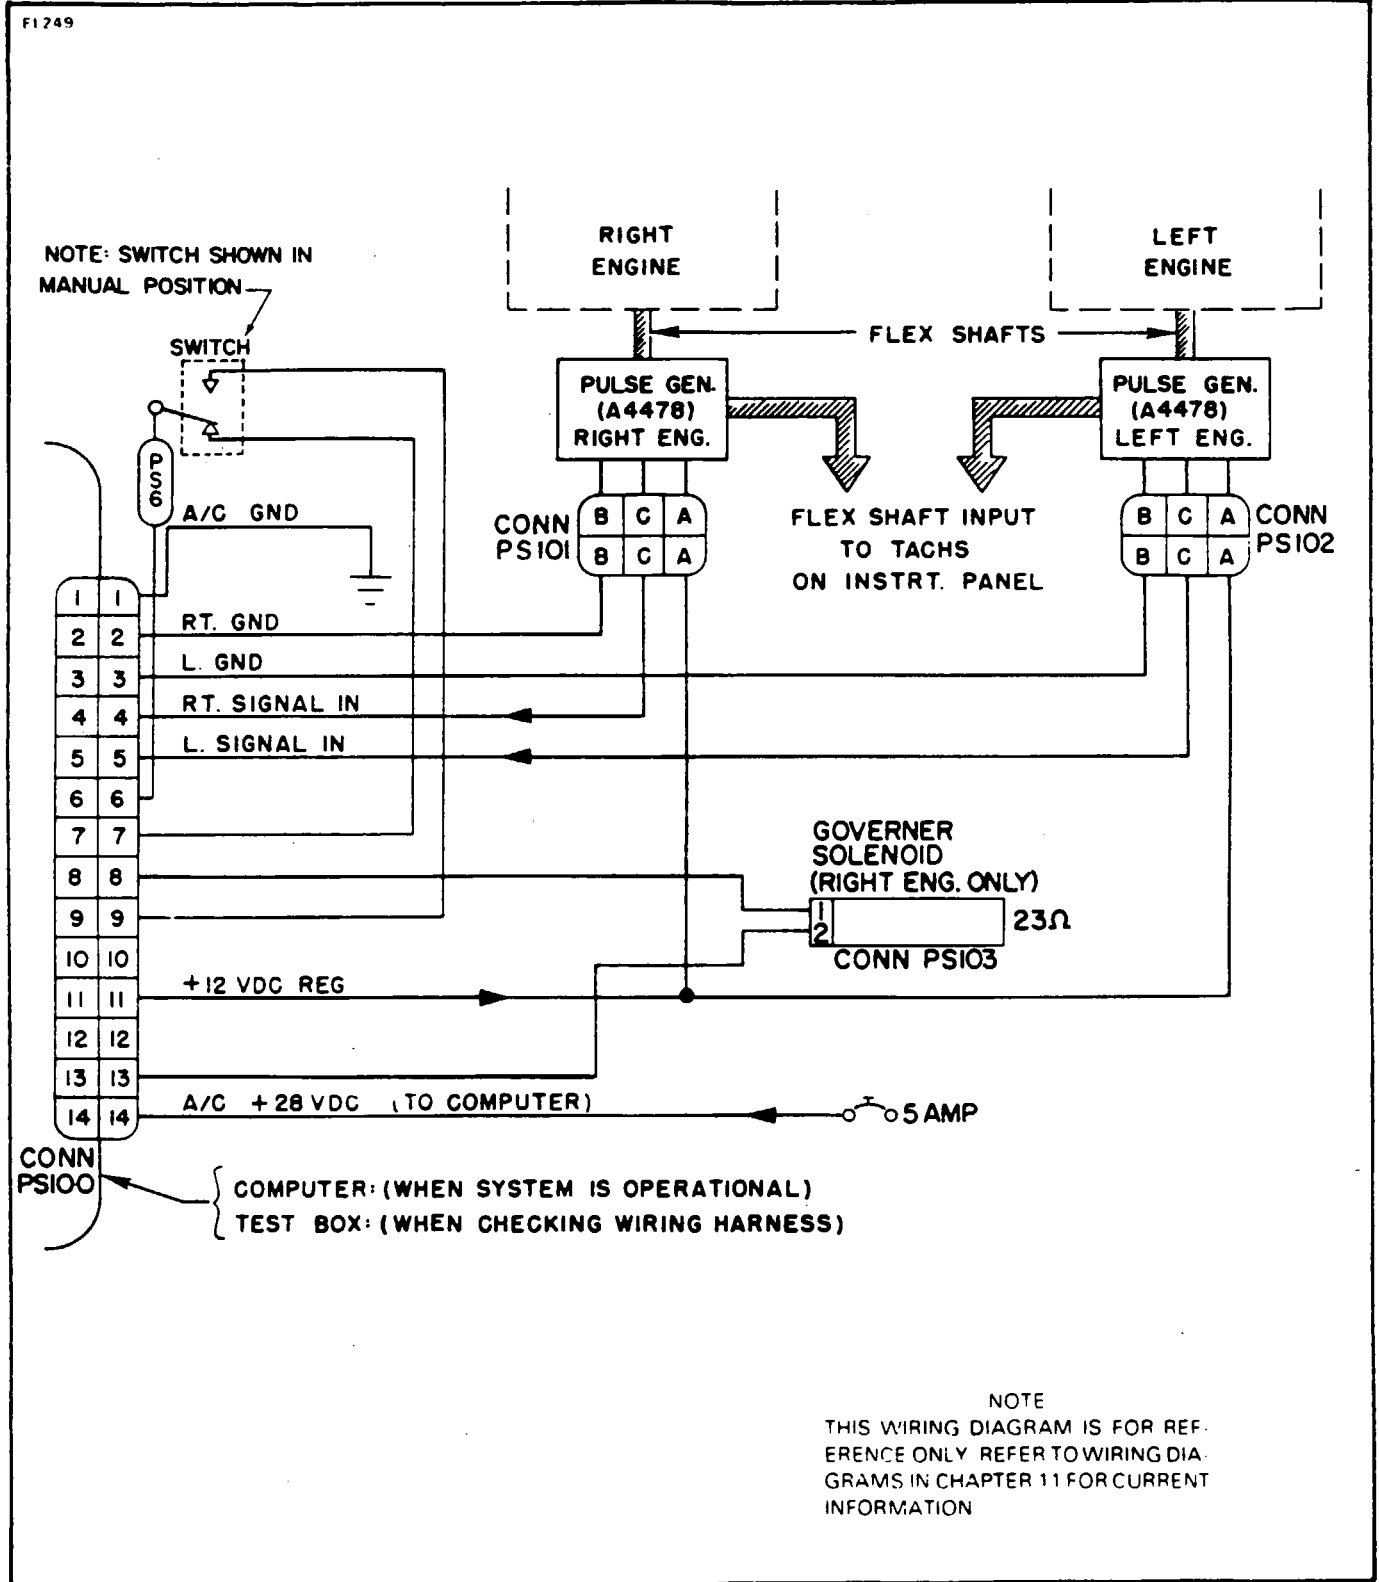 F1249
NOTE: SWITCH SHOWN IN
MANUAL POSITION
SWITCH
PS6
RIGHT
ENGINE
LEFT
ENGINE
FLEX SHAFTS
PULSE GEN.
(A4478)
RIGHT ENG.
PULSE GEN.
(A4478)
LEFT ENG.
CONN
PS101
B C A
B C A
FLEX SHAFT INPUT
TO TACHS
ON INSTRT. PANEL
B C A
B C A
CONN
PS102
A/C GND
1 1
2 2
RT. GND
3 3
L. GND
4 4
RT. SIGNAL IN
5 5
L. SIGNAL IN
6 6
7 7
8 8
9 9
10 10
11 11
+12 VDC REG
12 12
13 13
14 14
A/C +28 VDC (TO COMPUTER)
5 AMP
GOVERNER
SOLENOID
(RIGHT ENG. ONLY)
1
2
23Ω
CONN PS103
CONN
PS100
COMPUTER: (WHEN SYSTEM IS OPERATIONAL)
TEST BOX: (WHEN CHECKING WIRING HARNESS)
NOTE
THIS WIRING DIAGRAM IS FOR REF-
ERENCE ONLY REFER TO WIRING DIA-
GRAMS IN CHAPTER 11 FOR CURRENT
INFORMATION